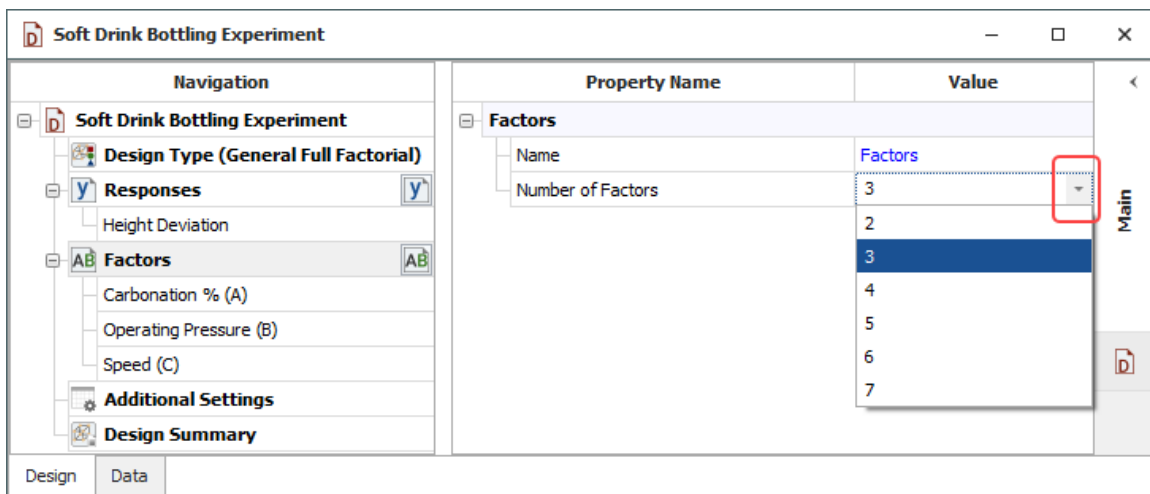 Soft Drink Bottling Experiment
Navigation
Property Name
Value
Soft Drink Bottling Experiment
Design Type (General Full Factorial)
Responses
Height Deviation
Factors
Carbonation % (A)
Operating Pressure (B)
Speed (C)
Additional Settings
Design Summary
Factors
Name
Factors
Number of Factors
3
2
3
4
5
6
7
Main
Design
Data